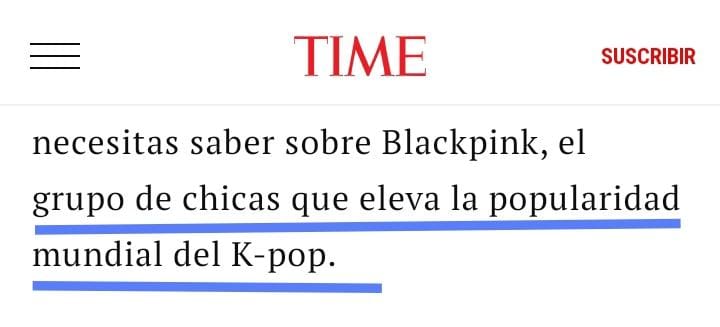 TIME
SUSCRIBIR
necesitas saber sobre Blackpink, el
grupo de chicas que eleva la popularidad
mundial del K-pop.